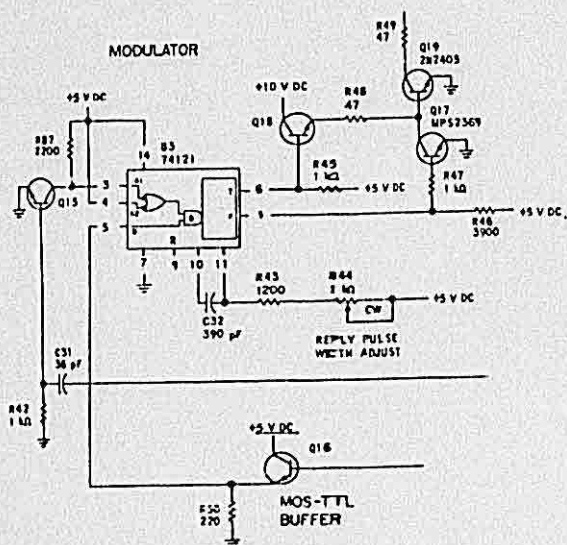 R49
47
Q19
2N7405
MODULATOR
+5 V DC
+10 V DC
R48
47
Q17
MPS2369
Q18
R87
2200
U3
74121
14
R45
1 kΩ
R47
1 kΩ
3
4
5
6
+5 V DC
Q15
R46
3900
+5 V DC
7
9
10
11
R43
1200
R44
1 kΩ
+5 V DC
CW
C32
390 pF
REPLY PULSE
WIDTH ADJUST
C31
36 pF
R42
1 kΩ
+5 V DC
Q16
MOS-TTL
BUFFER
R50
220